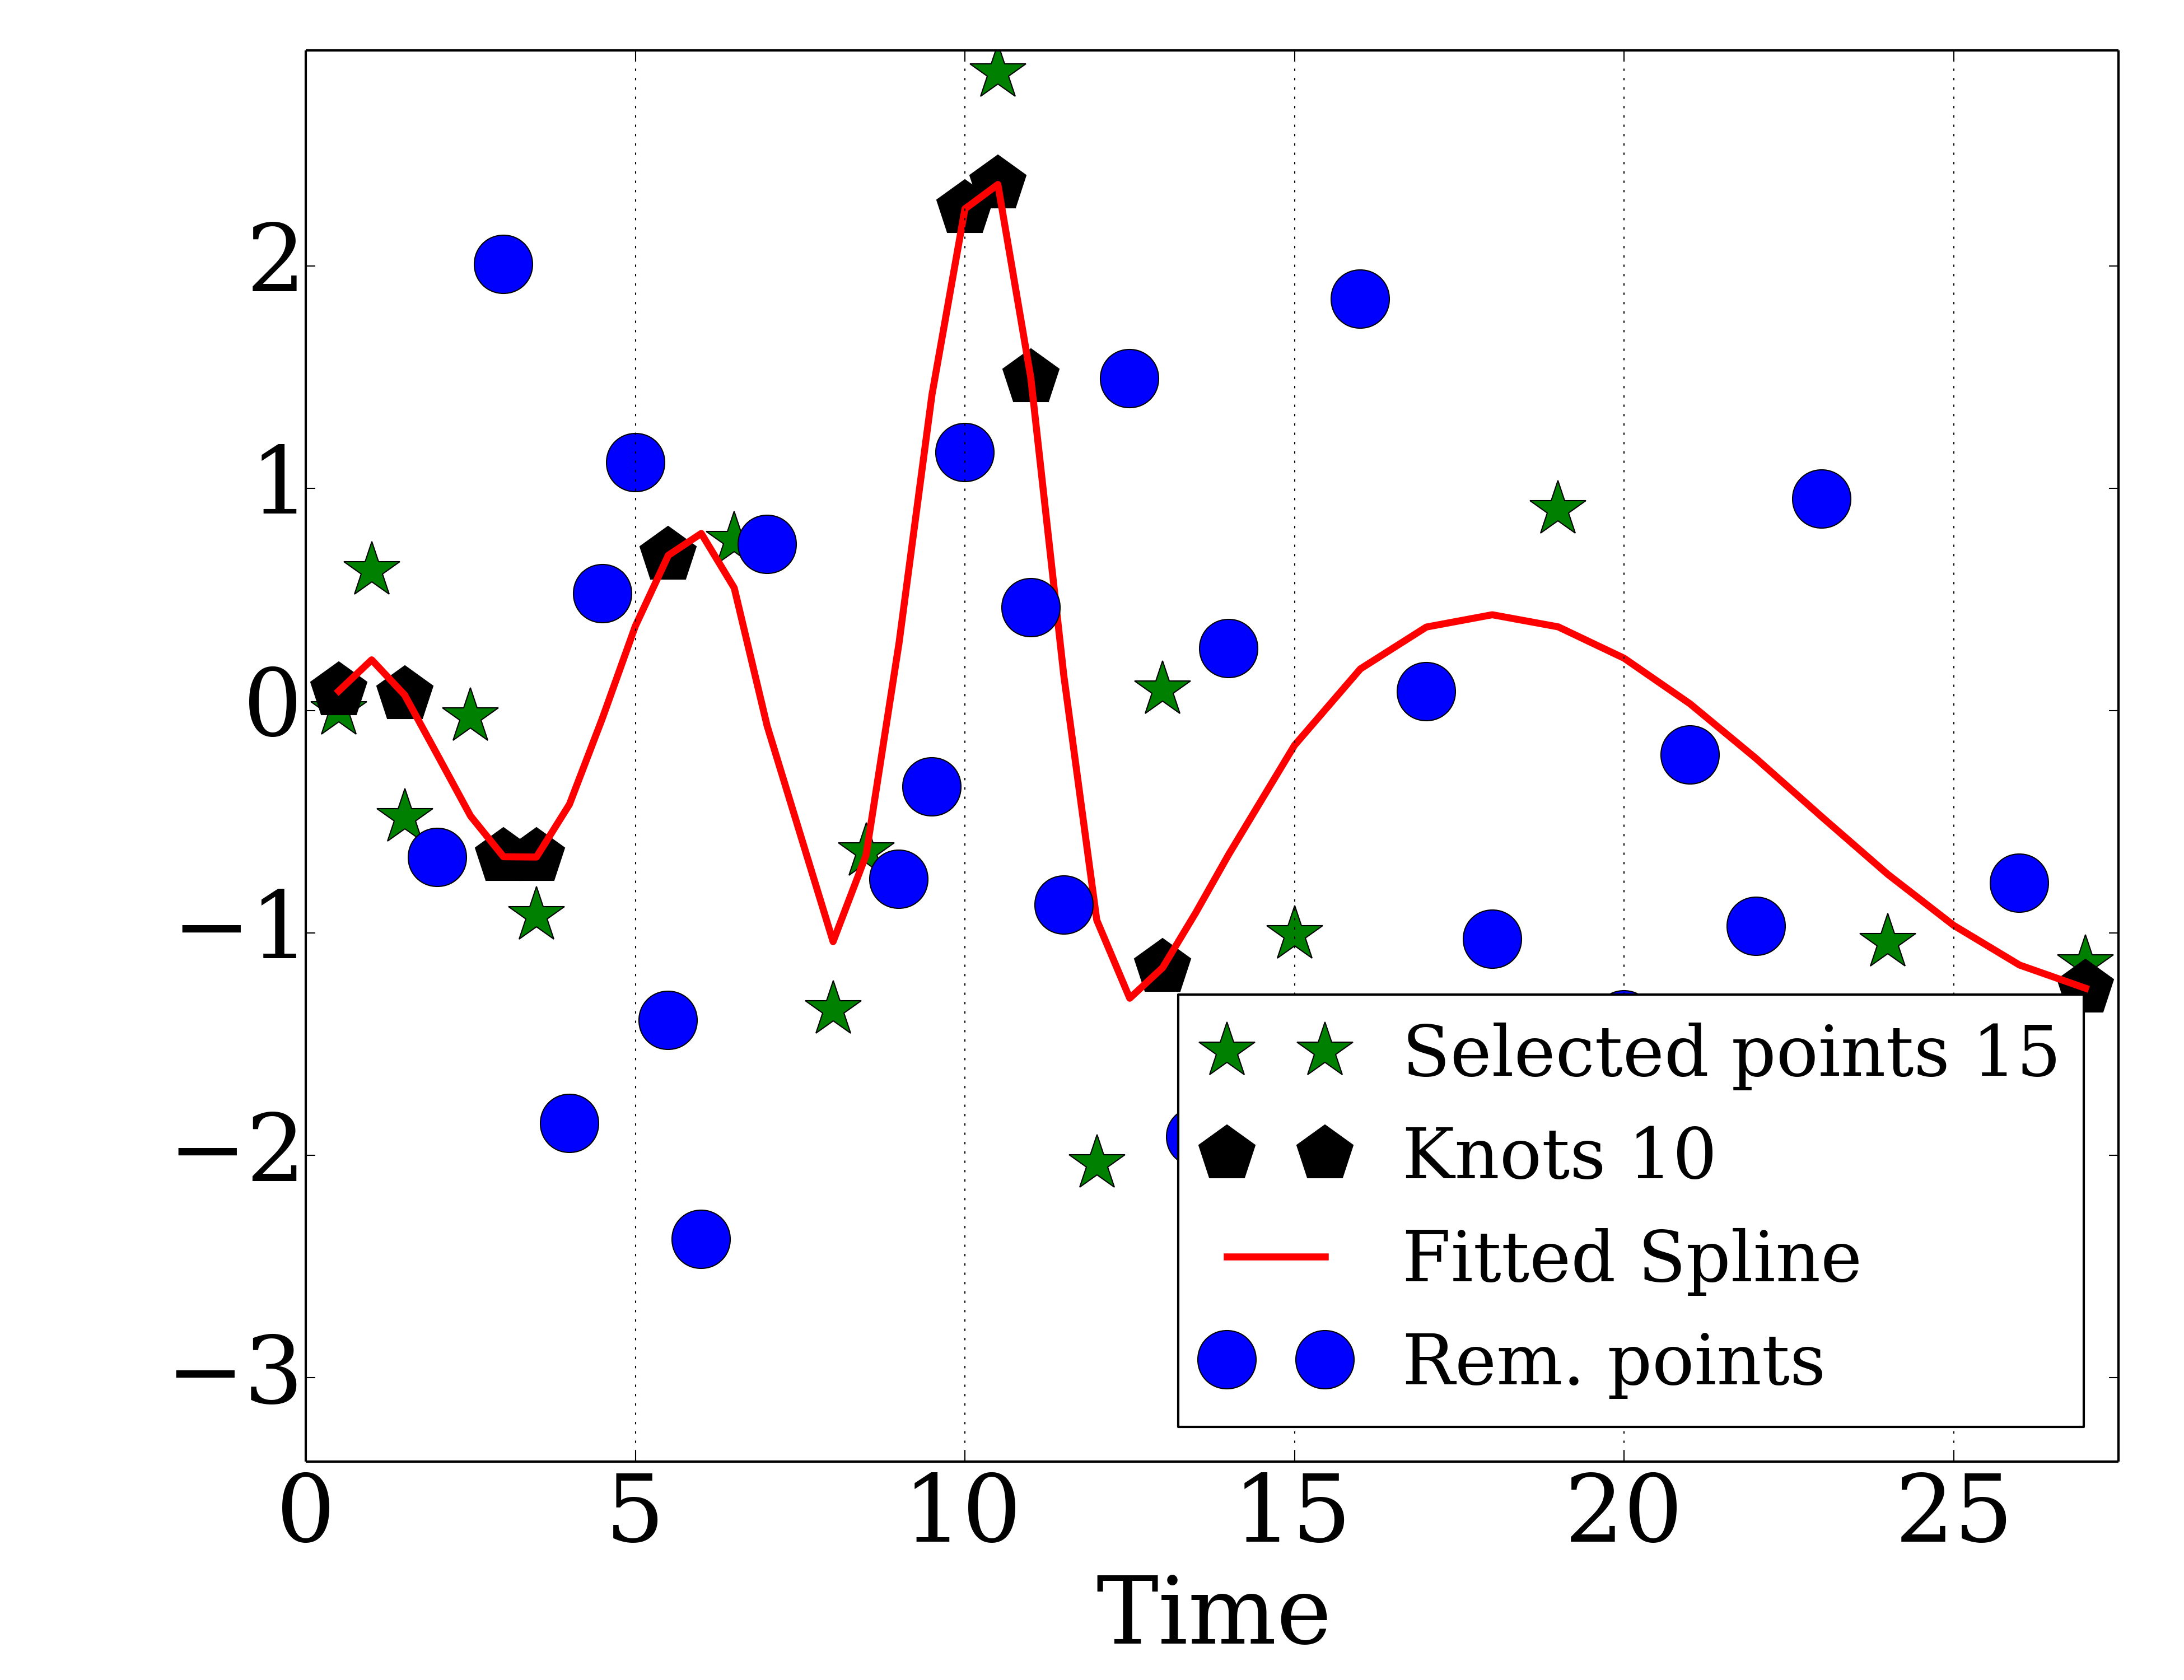 2
1
0
−1
−2
−3
Selected points 15
Knots 10
Fitted Spline
Rem. points
0 5 10 15 20 25
Time